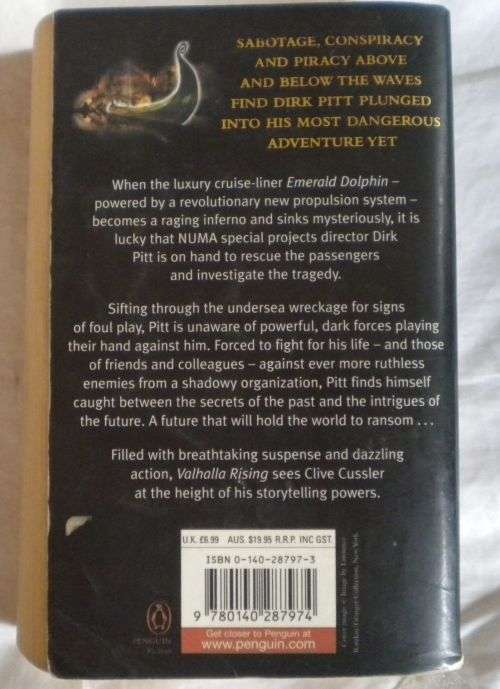 SABOTAGE, CONSPIRACY
AND PIRACY ABOVE
AND BELOW THE WAVES
FIND DIRK PITT PLUNGED
INTO HIS MOST DANGEROUS
ADVENTURE YET
When the luxury cruise-liner Emerald Dolphin –
powered by a revolutionary new propulsion system –
becomes a raging inferno and sinks mysteriously, it is
lucky that NUMA special projects director Dirk
Pitt is on hand to rescue the passengers
and investigate the tragedy.
Sifting through the undersea wreckage for signs
of foul play, Pitt is unaware of powerful, dark forces playing
their hand against him. Forced to fight for his life – and those
of friends and colleagues – against ever more ruthless
enemies from a shadowy organization, Pitt finds himself
caught between the secrets of the past and the intrigues of
the future. A future that will hold the world to ransom . . .
Filled with breathtaking suspense and dazzling
action, Valhalla Rising sees Clive Cussler
at the height of his storytelling powers.
U.K. £6.99 AUS. $19.95 R.R.P. INC GST
ISBN 0-140-28797-3
9 780140 287974
Get closer to Penguin at
www.penguin.com
PENGUIN
Fiction
Cover image © Image by
Collection, New York